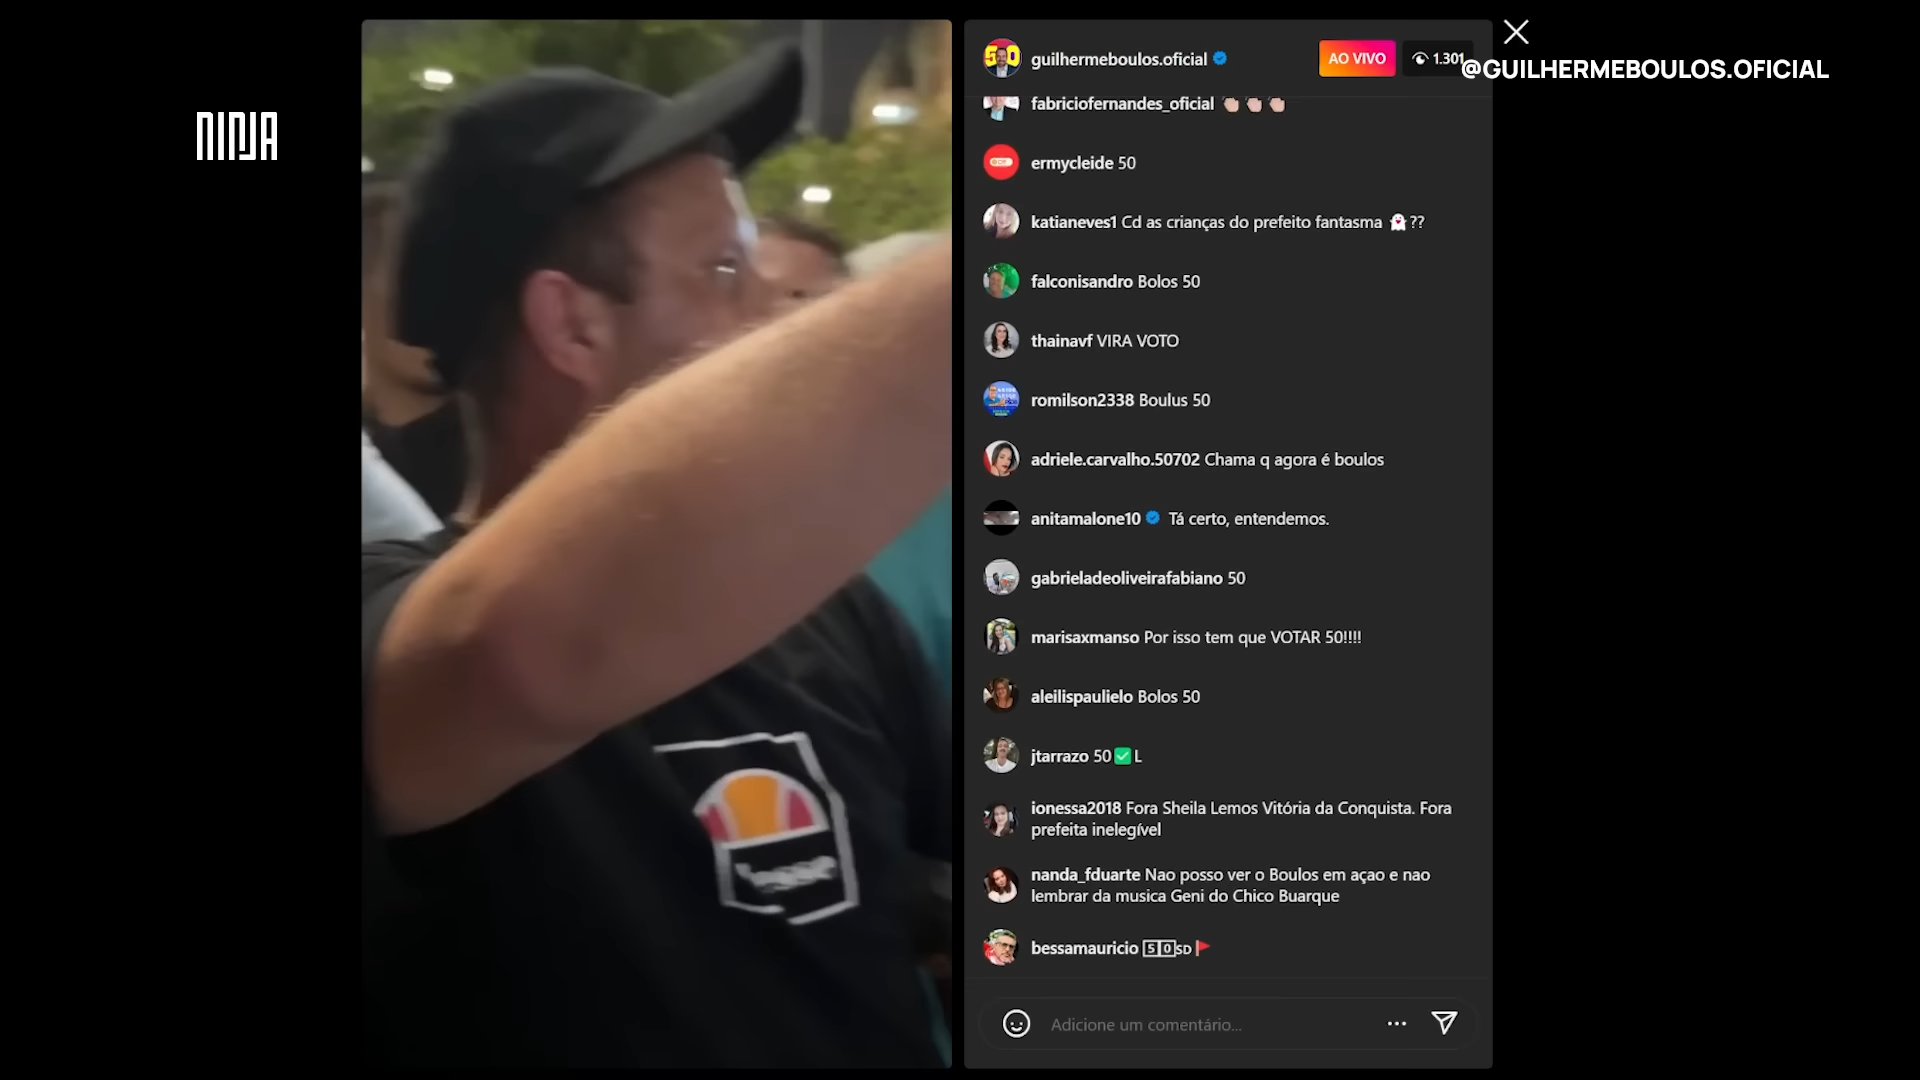 NINJA
guilhermeboulos.oficial
AO VIVO
1.301
@GUILHERMEBOULOS.OFICIAL
fabriciofernandes_oficial 👏🏻👏🏻👏🏻
ermycleide 50
katianeves1 Cd as crianças do prefeito fantasma 👻??
falconisandro Bolos 50
thainavf VIRA VOTO
romilson2338 Boulus 50
adriele.carvalho.50702 Chama q agora é boulos
anitamalone10 Tá certo, entendemos.
gabrieladeoliveirafabiano 50
marisaxmanso Por isso tem que VOTAR 50!!!!
aleilispaulielo Bolos 50
jtarrazo 50✅L
ionessa2018 Fora Sheila Lemos Vitória da Conquista. Fora
prefeita inelegível
nanda_fduarte Nao posso ver o Boulos em açao e nao
lembrar da musica Geni do Chico Buarque
bessamauricio 5️⃣0️⃣SD🚩
Adicione um comentário...